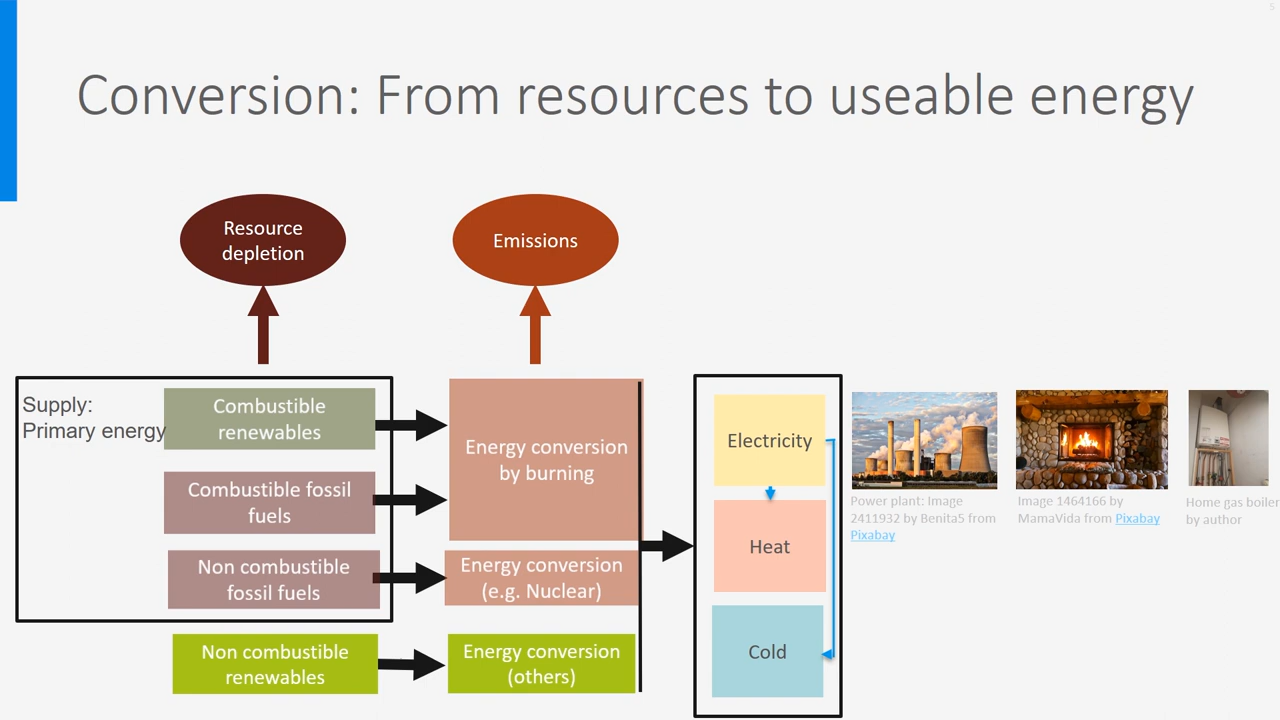 5
Conversion: From resources to useable energy
Resource
depletion
Emissions
Supply:
Primary energy
Combustible
renewables
Combustible fossil
fuels
Non combustible
fossil fuels
Non combustible
renewables
Energy conversion
by burning
Energy conversion
(e.g. Nuclear)
Energy conversion
(others)
Electricity
Heat
Cold
Power plant: Image
2411932 by Benita5 from
Pixabay
Image 1464166 by
MamaVida from Pixabay
Home gas boiler
by author